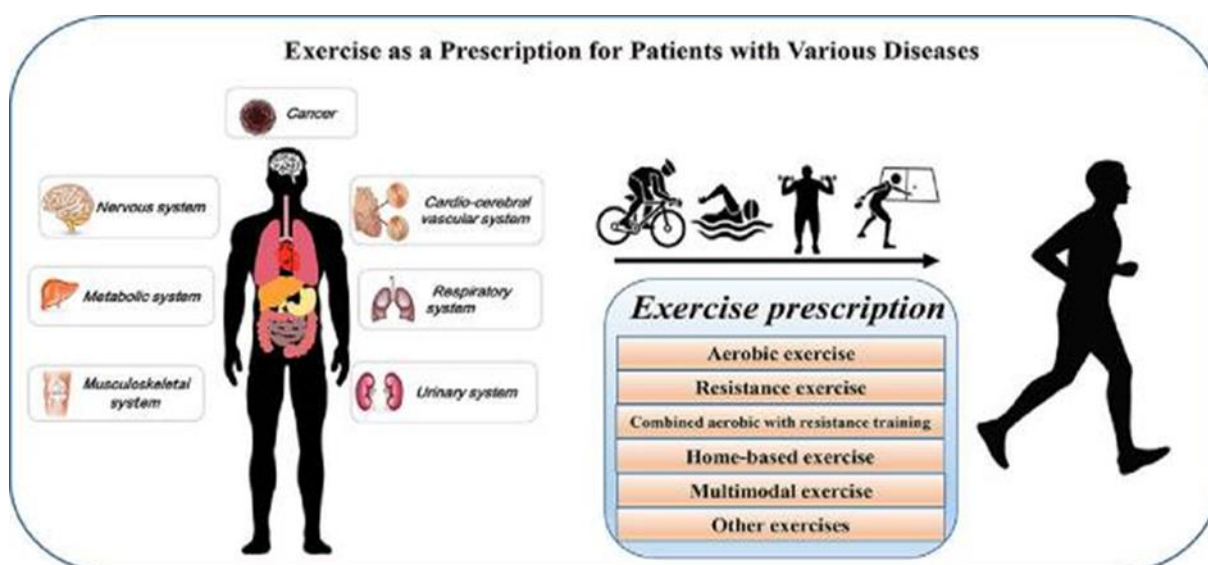 Exercise as a Prescription for Patients with Various Diseases
Cancer
Nervous system
Cardio-cerebral
vascular system
Metabolic system
Respiratory
system
Musculoskeletal
system
Urinary system
Exercise prescription
Aerobic exercise
Resistance exercise
Combined aerobic with resistance training
Home-based exercise
Multimodal exercise
Other exercises